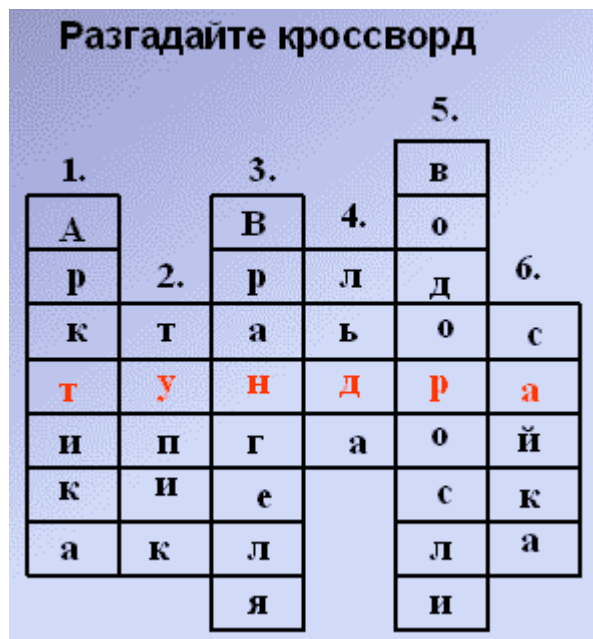 Разгадайте кроссворд
5.
1. 3. в
А В 4. о
р 2. р л д 6.
к т а ь о с
т у н д р а
и п г а о й
к и е с к
а к л л а
я и